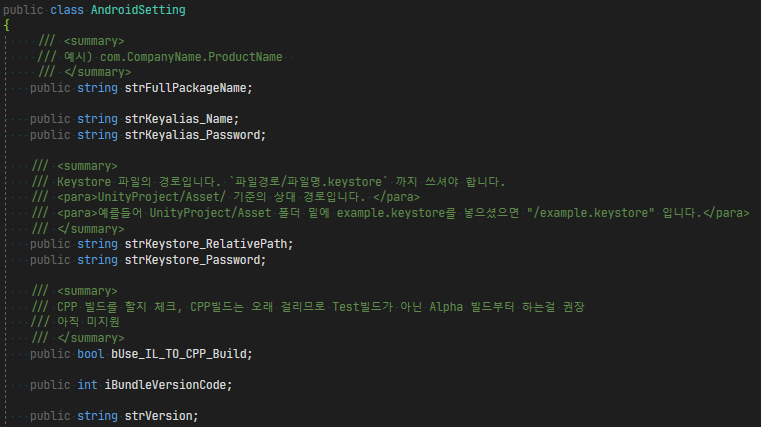 public class AndroidSetting
{
/// <summary>
/// 예시) com.CompanyName.ProductName
/// </summary>
public string strFullPackageName;
public string strKeyalias_Name;
public string strKeyalias_Password;
/// <summary>
/// Keystore 파일의 경로입니다. `파일경로/파일명.keystore` 까지 쓰셔야 합니다.
/// <para>UnityProject/Asset/ 기준의 상대 경로입니다. </para>
/// <para>예를들어 UnityProject/Asset 폴더 밑에 example.keystore를 넣으셨으면 "/example.keystore" 입니다.</para>
/// </summary>
public string strKeystore_RelativePath;
public string strKeystore_Password;
/// <summary>
/// CPP 빌드를 할지 체크, CPP빌드는 오래 걸리므로 Test빌드가 아닌 Alpha 빌드부터 하는걸 권장
/// 아직 미지원
/// </summary>
public bool bUse_IL_TO_CPP_Build;
public int iBundleVersionCode;
public string strVersion;